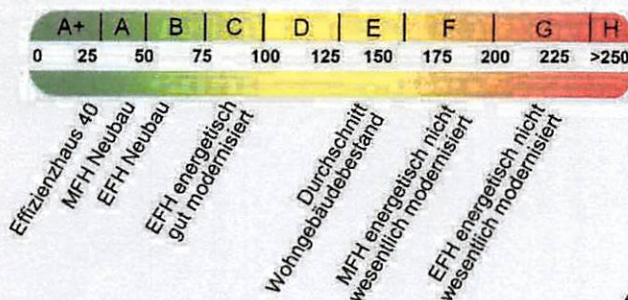 A+ A B C D E F G H
0 25 50 75 100 125 150 175 200 225 >250
Effizienzhaus 40
MFH Neubau
EFH Neubau
EFH energetisch
gut modernisiert
Durchschnitt
Wohngebäudebestand
MFH energetisch nicht
wesentlich modernisiert
EFH energetisch nicht
wesentlich modernisiert